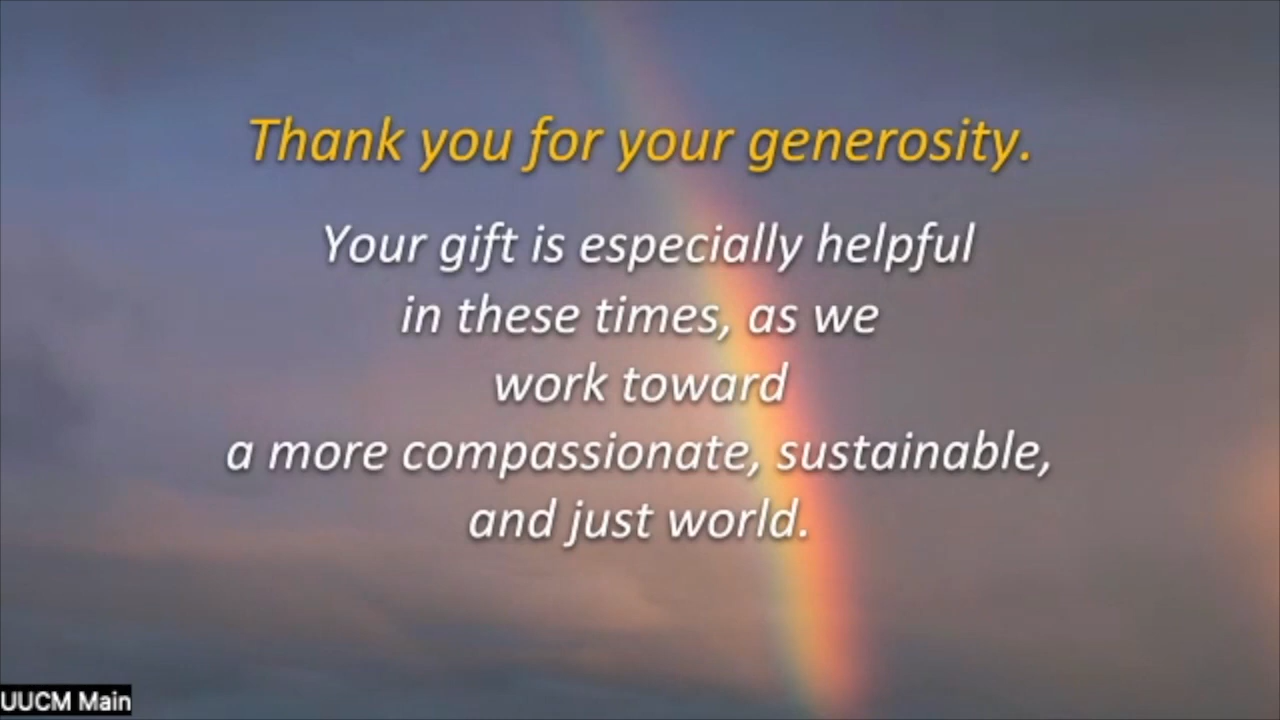 Thank you for your generosity.
Your gift is especially helpful
in these times, as we
work toward
a more compassionate, sustainable,
and just world.
UUCM Main